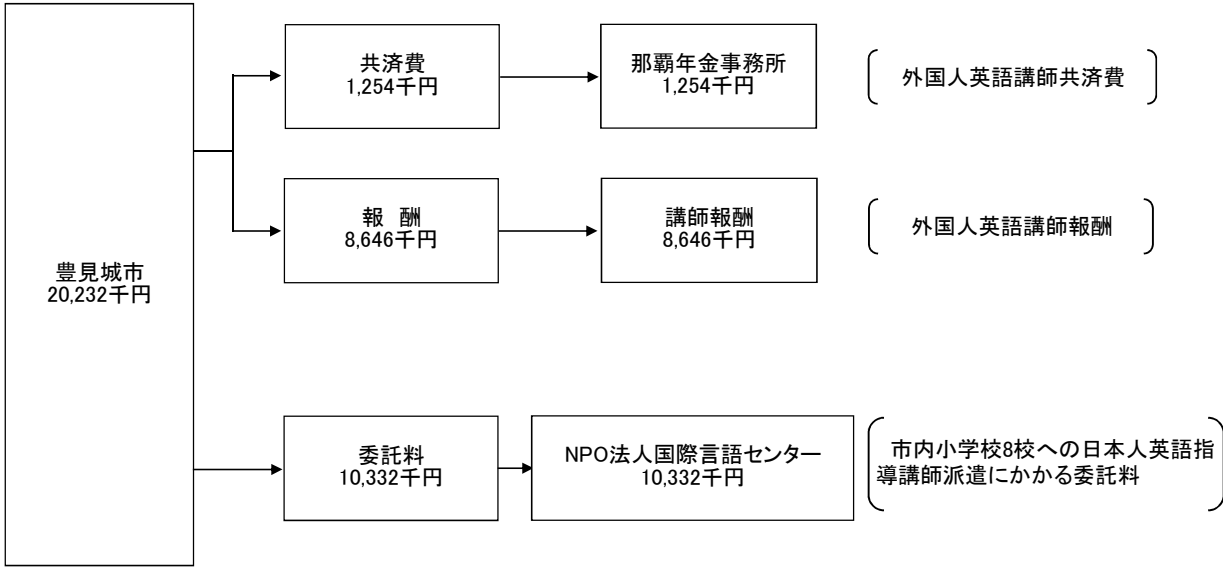 豊見城市
20,232千円
共済費
1,254千円
那覇年金事務所
1,254千円
外国人英語講師共済費
報　酬
8,646千円
講師報酬
8,646千円
外国人英語講師報酬
委託料
10,332千円
NPO法人国際言語センター
10,332千円
市内小学校8校への日本人英語指
導講師派遣にかかる委託料